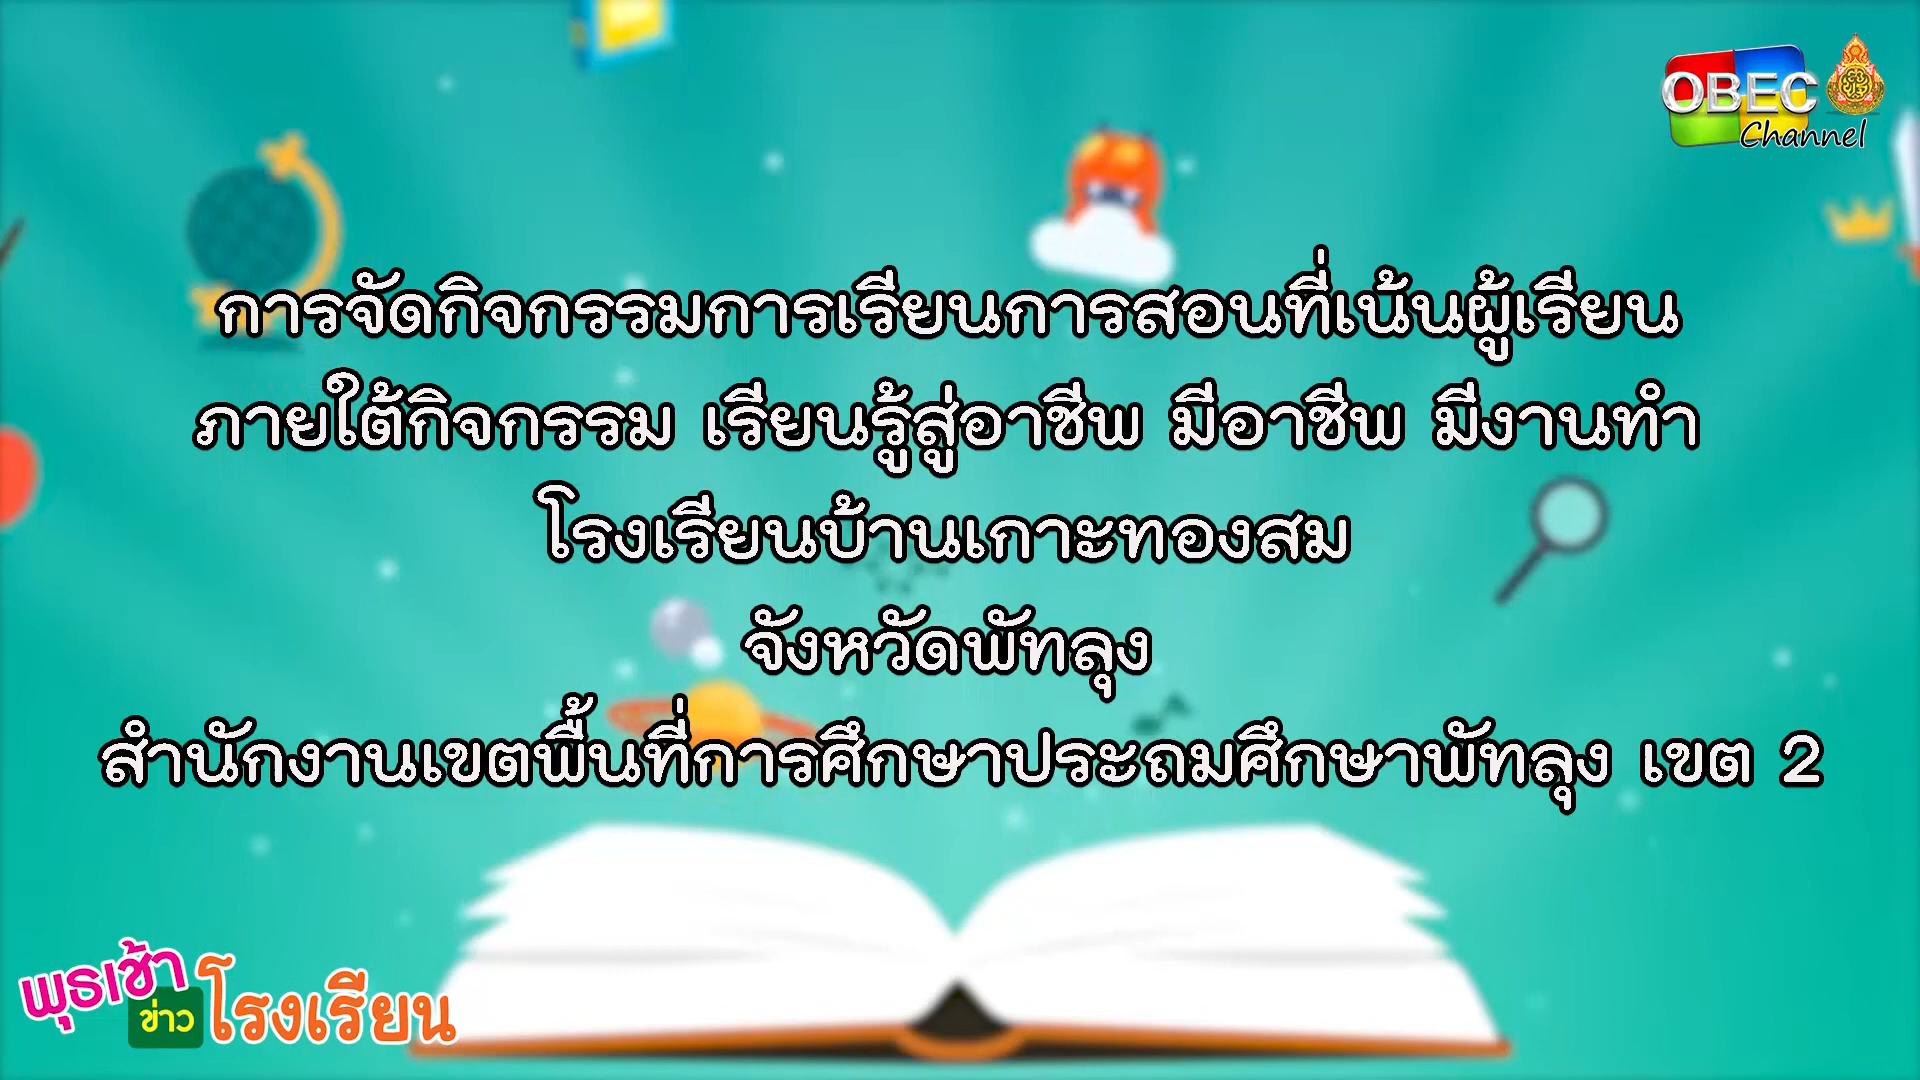 OBEC
Channel
การจัดกิจกรรมการเรียนการสอนที่เน้นผู้เรียน
ภายใต้กิจกรรม เรียนรู้สู่อาชีพ มีอาชีพ มีงานทำ
โรงเรียนบ้านเกาะทองสม
จังหวัดพัทลุง
สำนักงานเขตพื้นที่การศึกษาประถมศึกษาพัทลุง เขต 2
พุธเช้า
ข่าว โรงเรียน